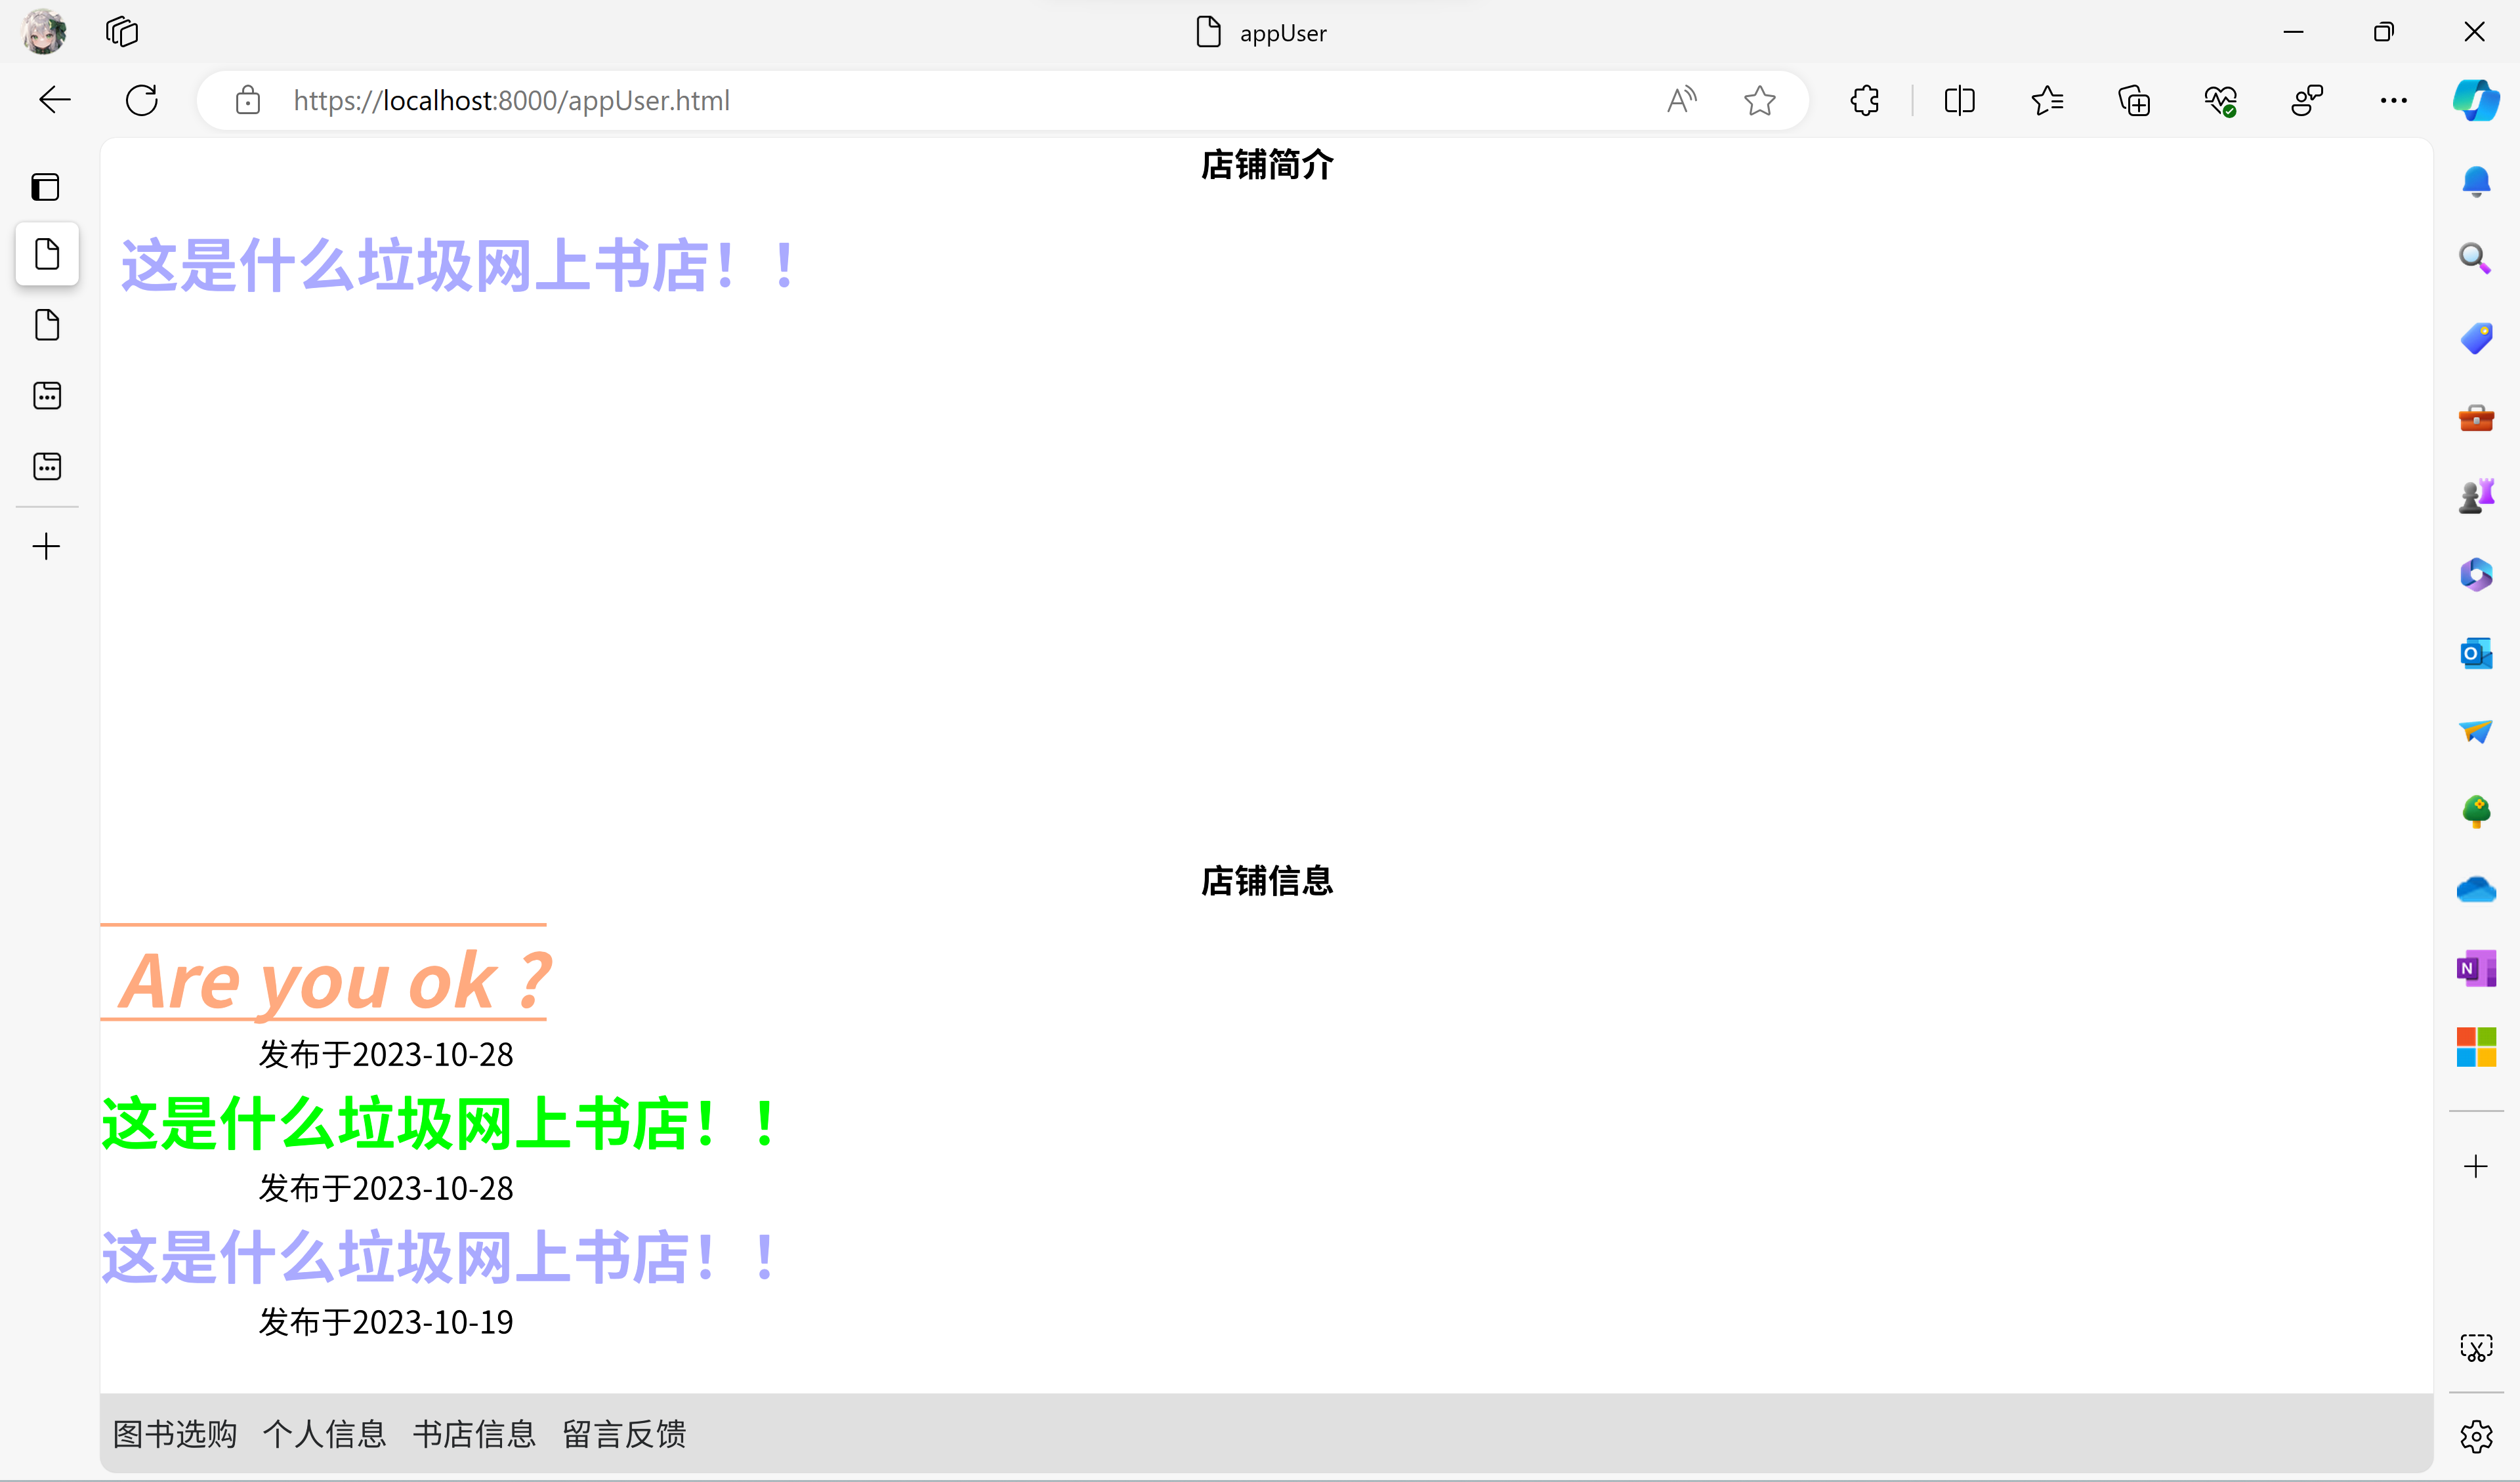 appUser
https://localhost:8000/appUser.html
店铺简介
这是什么垃圾网上书店！！
店铺信息
Are you ok ?
发布于2023-10-28
这是什么垃圾网上书店！！
发布于2023-10-28
这是什么垃圾网上书店！！
发布于2023-10-19
图书选购 个人信息 书店信息 留言反馈